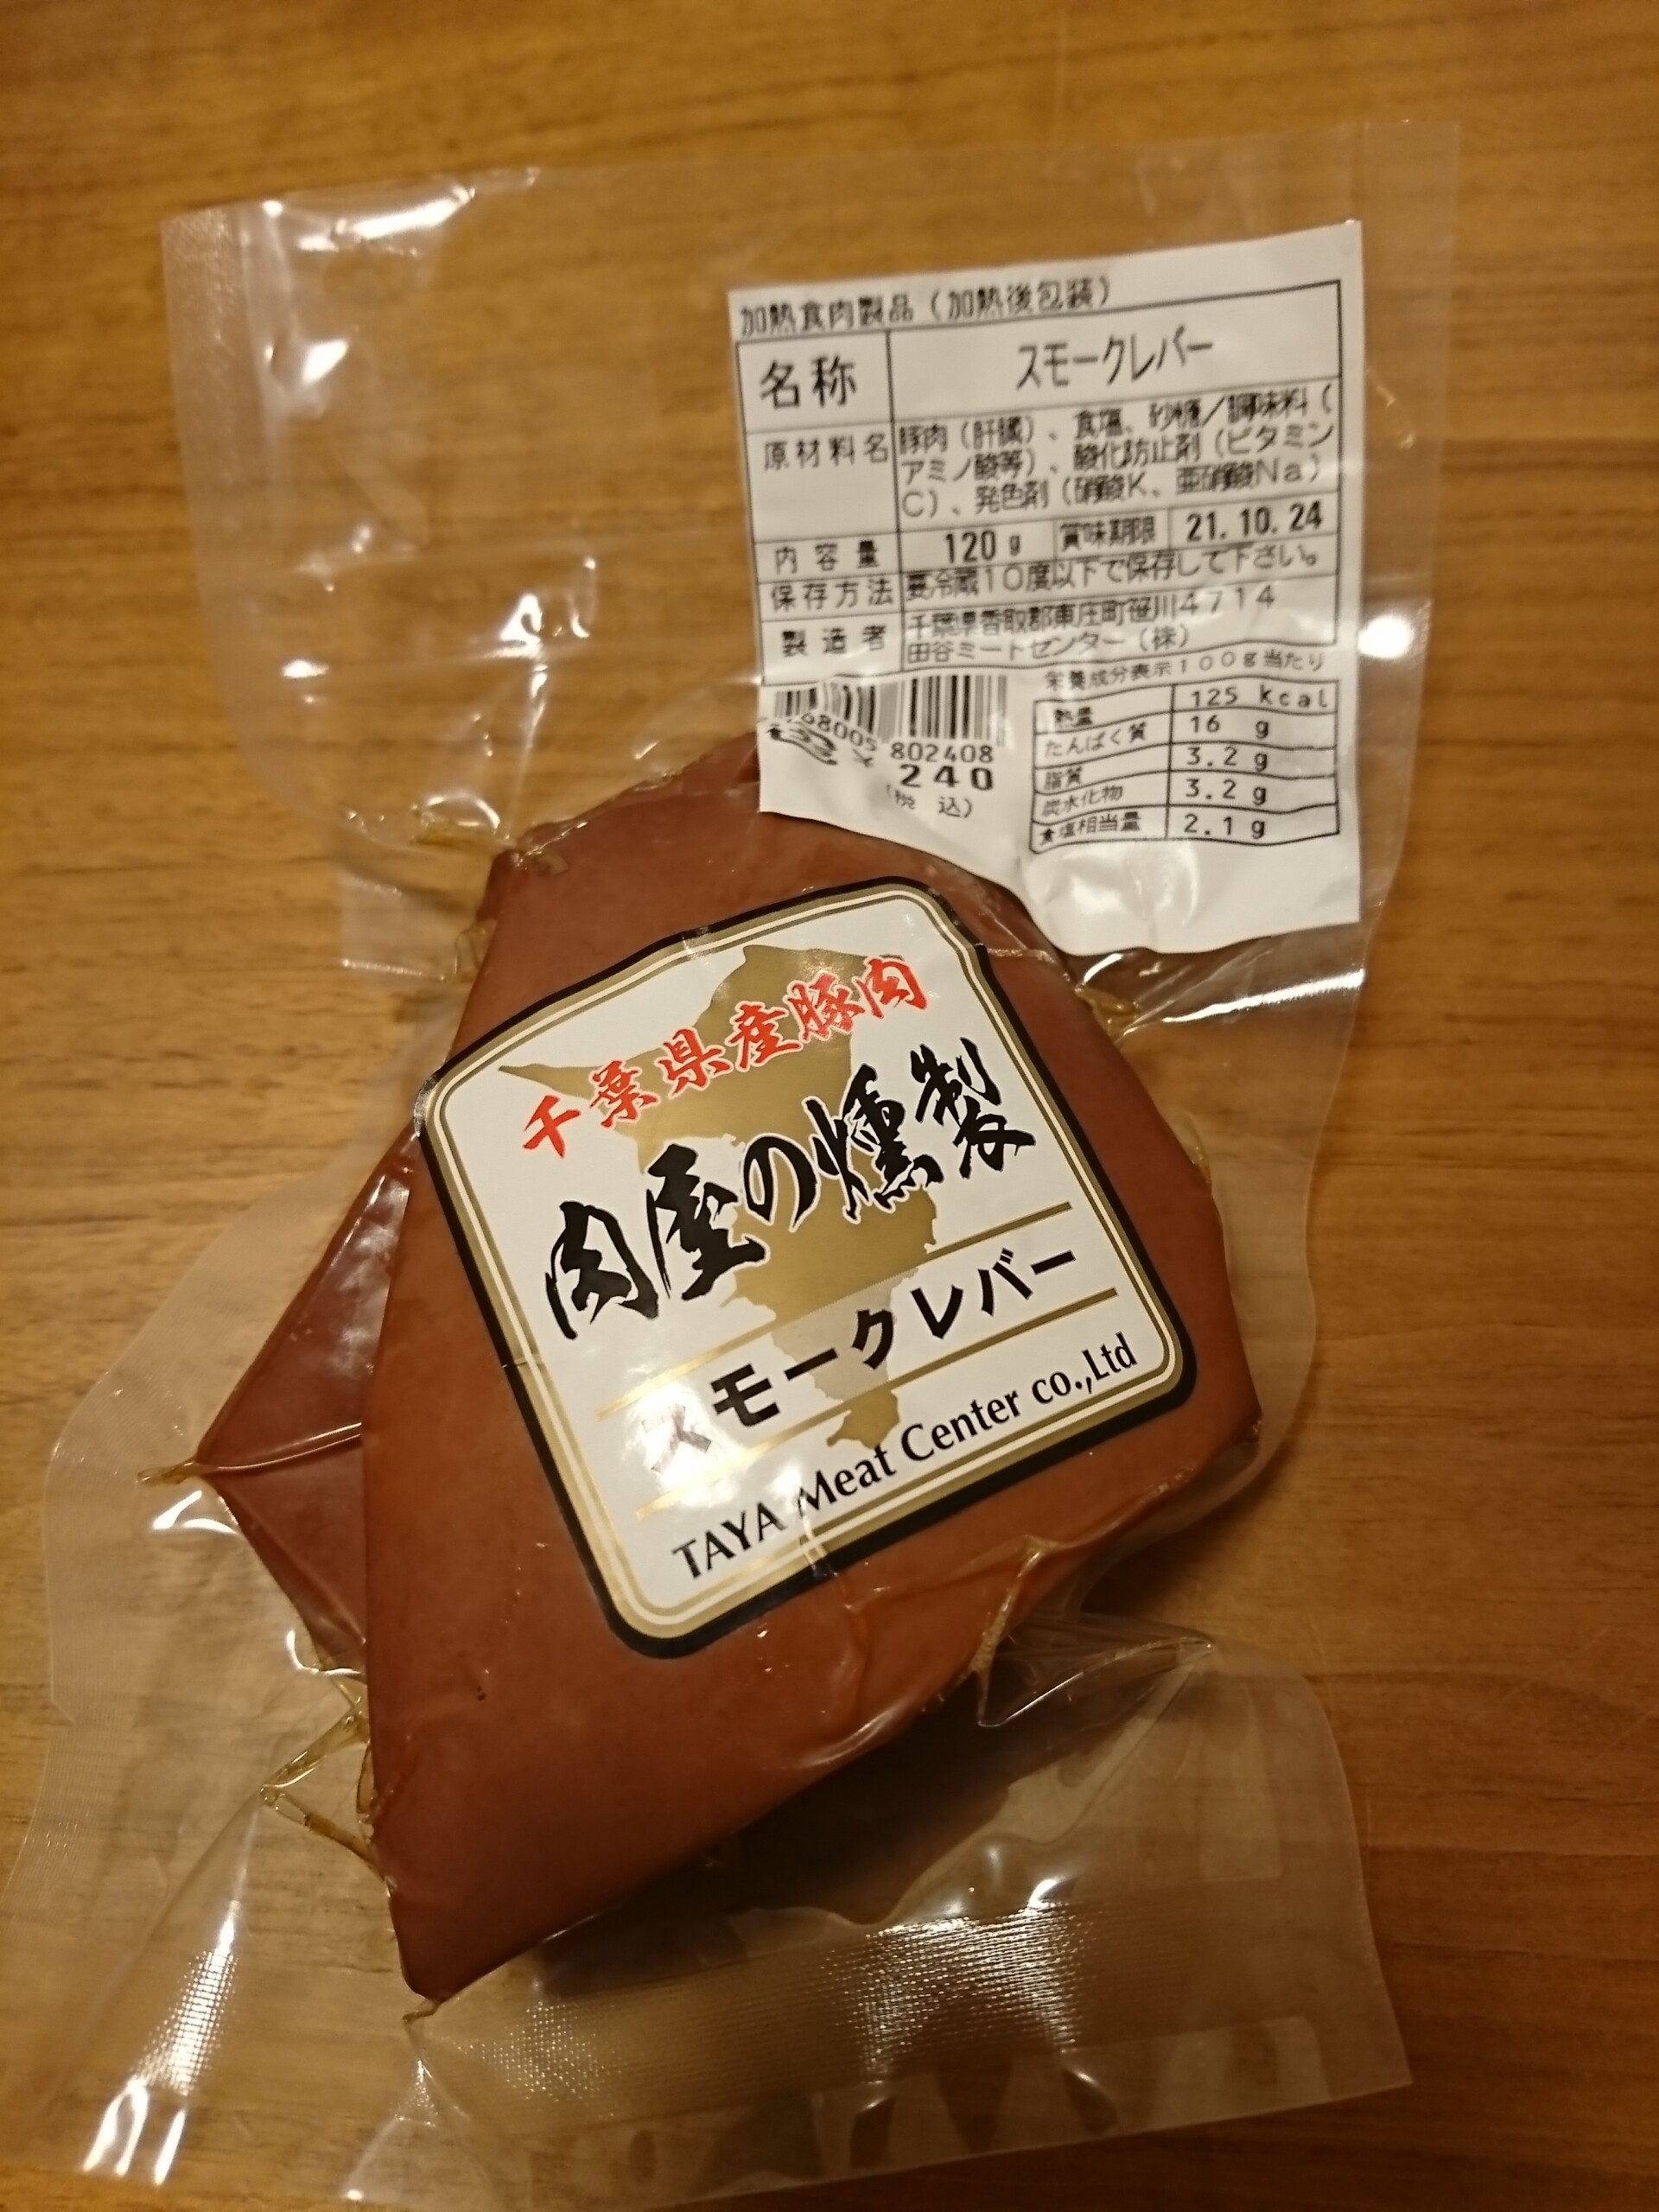 加熱食肉製品（加熱後包装）
名称 スモークレバー
原材料名 豚肉（肝臓）、食塩、砂糖／調味料（
アミノ酸等）、酸化防止剤（ビタミン
C）、発色剤（硝酸K、亜硝酸Na）
内容量 120g 賞味期限 21.10.24
保存方法 要冷蔵10度以下で保存して下さい。
製造者 千葉県香取郡東庄町笹川4714
田谷ミートセンター（株）
栄養成分表示100g当たり
熱量 125 kcal
たんぱく質 16 g
脂質 3.2 g
炭水化物 3.2 g
食塩相当量 2.1 g
802408
240
（税込）
千葉県産豚肉
肉屋の燻製
スモークレバー
TAYA Meat Center co.,Ltd